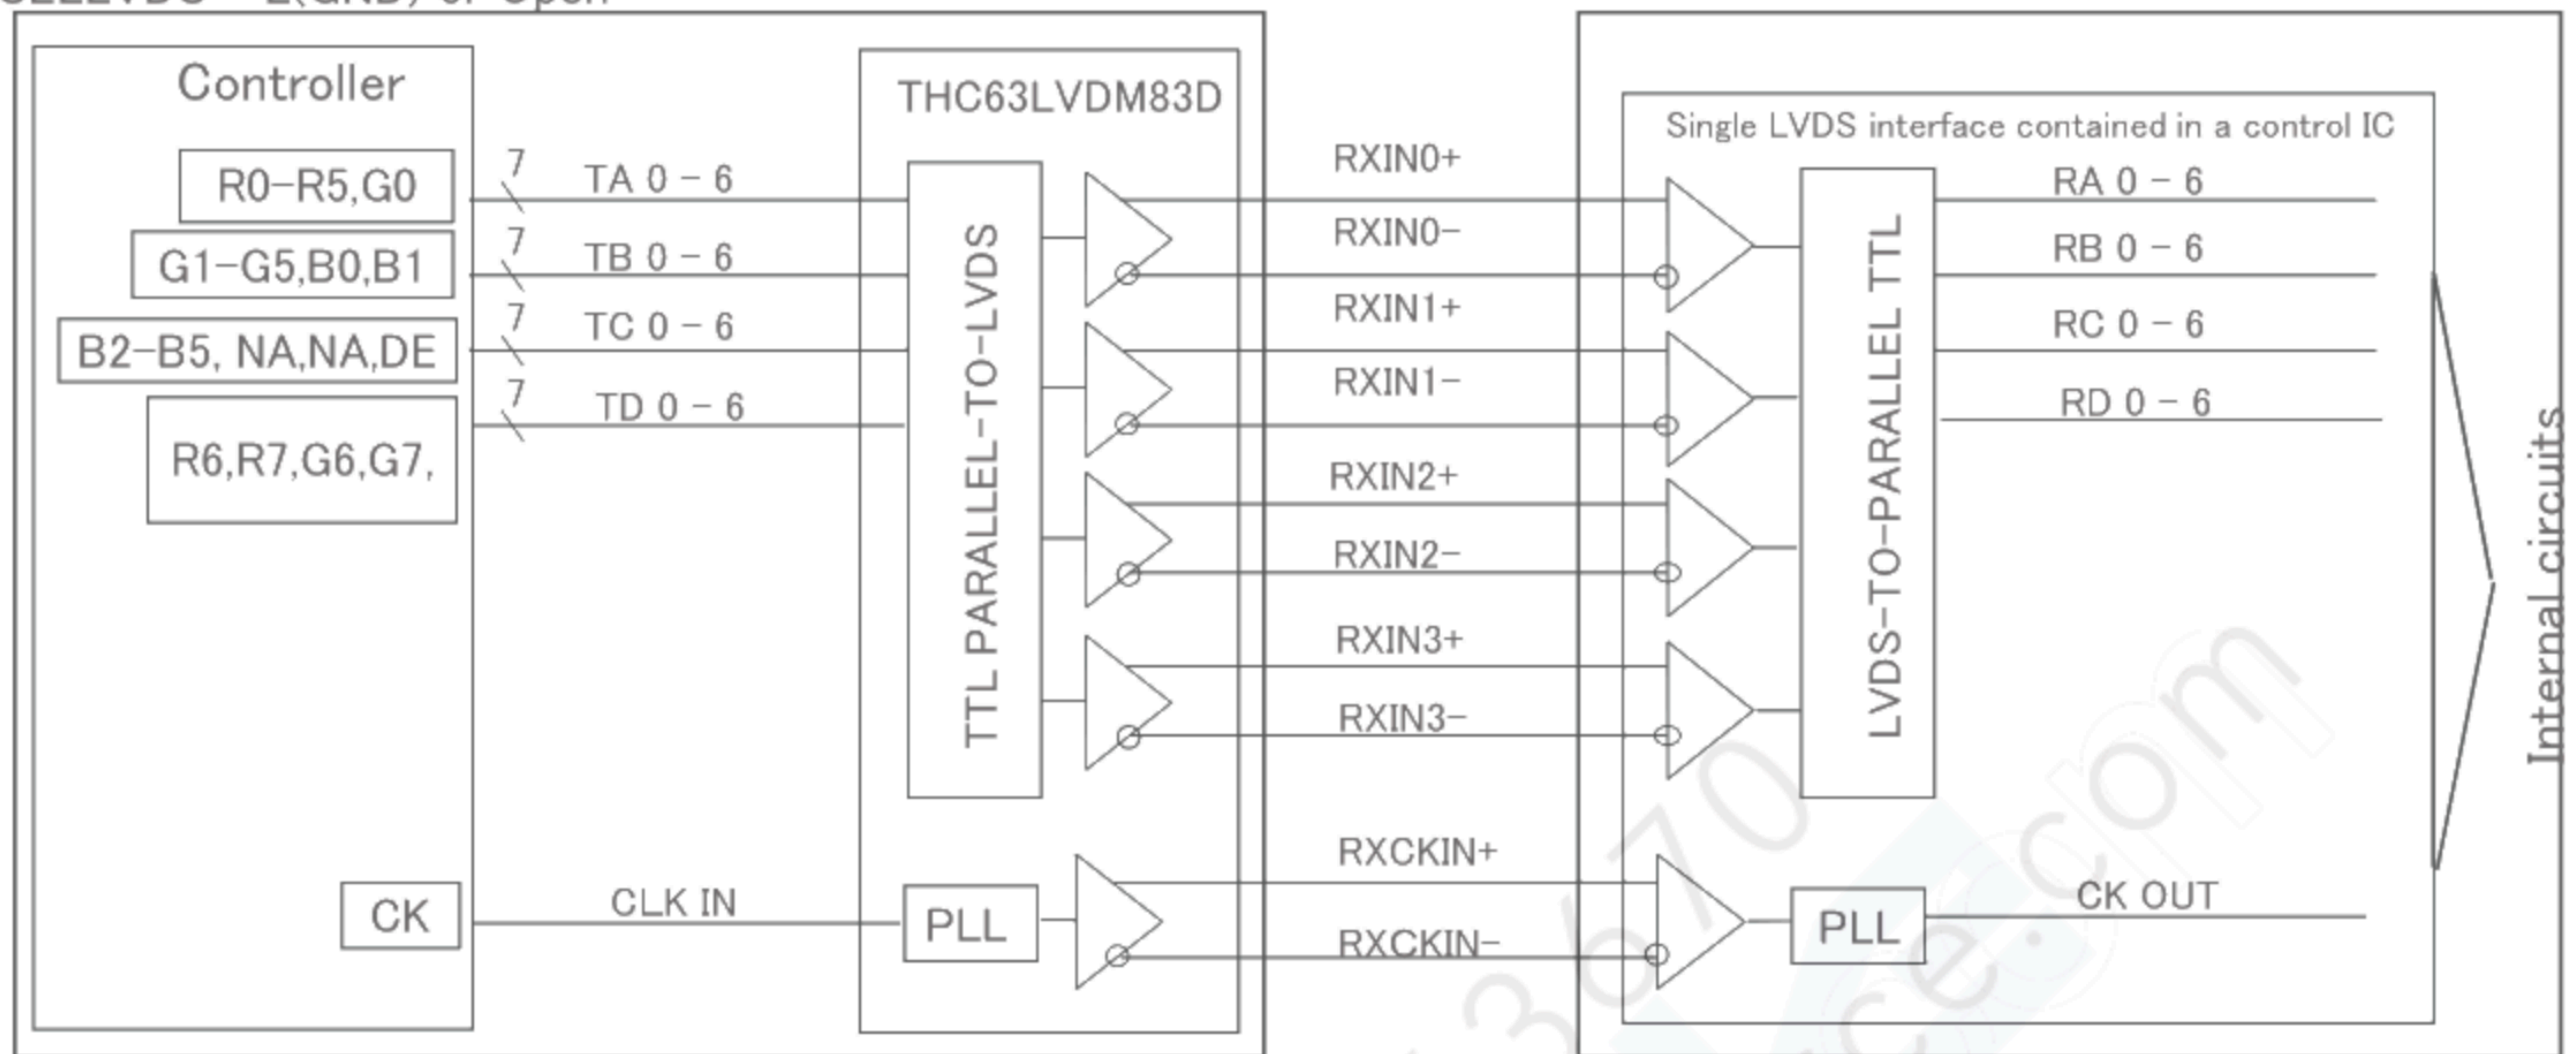 Controller
R0-R5,G0
G1-G5,B0,B1
B2-B5, NA,NA,DE
R6,R7,G6,G7,
CK
7
TA 0 - 6
7
TB 0 - 6
7
TC 0 - 6
7
TD 0 - 6
CLK IN
THC63LVDM83D
TTL PARALLEL-TO-LVDS
PLL
RXIN0+
RXIN0-
RXIN1+
RXIN1-
RXIN2+
RXIN2-
RXIN3+
RXIN3-
RXCKIN+
RXCKIN-
Single LVDS interface contained in a control IC
LVDS-TO-PARALLEL TTL
PLL
RA 0 - 6
RB 0 - 6
RC 0 - 6
RD 0 - 6
CK OUT
Internal circuits
3670
ce.com